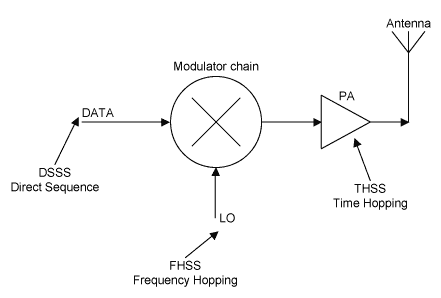 Antenna
Modulator chain
PA
DATA
DSSS
Direct Sequence
THSS
Time Hopping
LO
FHSS
Frequency Hopping